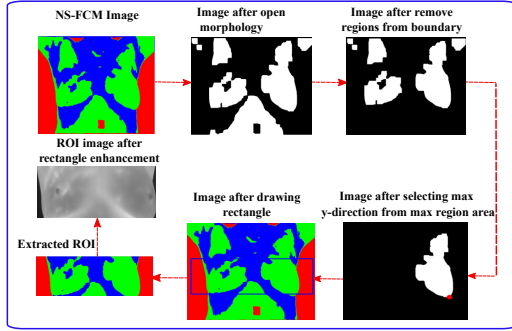 NS-FCM Image
Image after open
morphology
Image after remove
regions from boundary
ROI image after
rectangle enhancement
Image after drawing
rectangle
Image after selecting max
y-direction from max region area
Extracted ROI